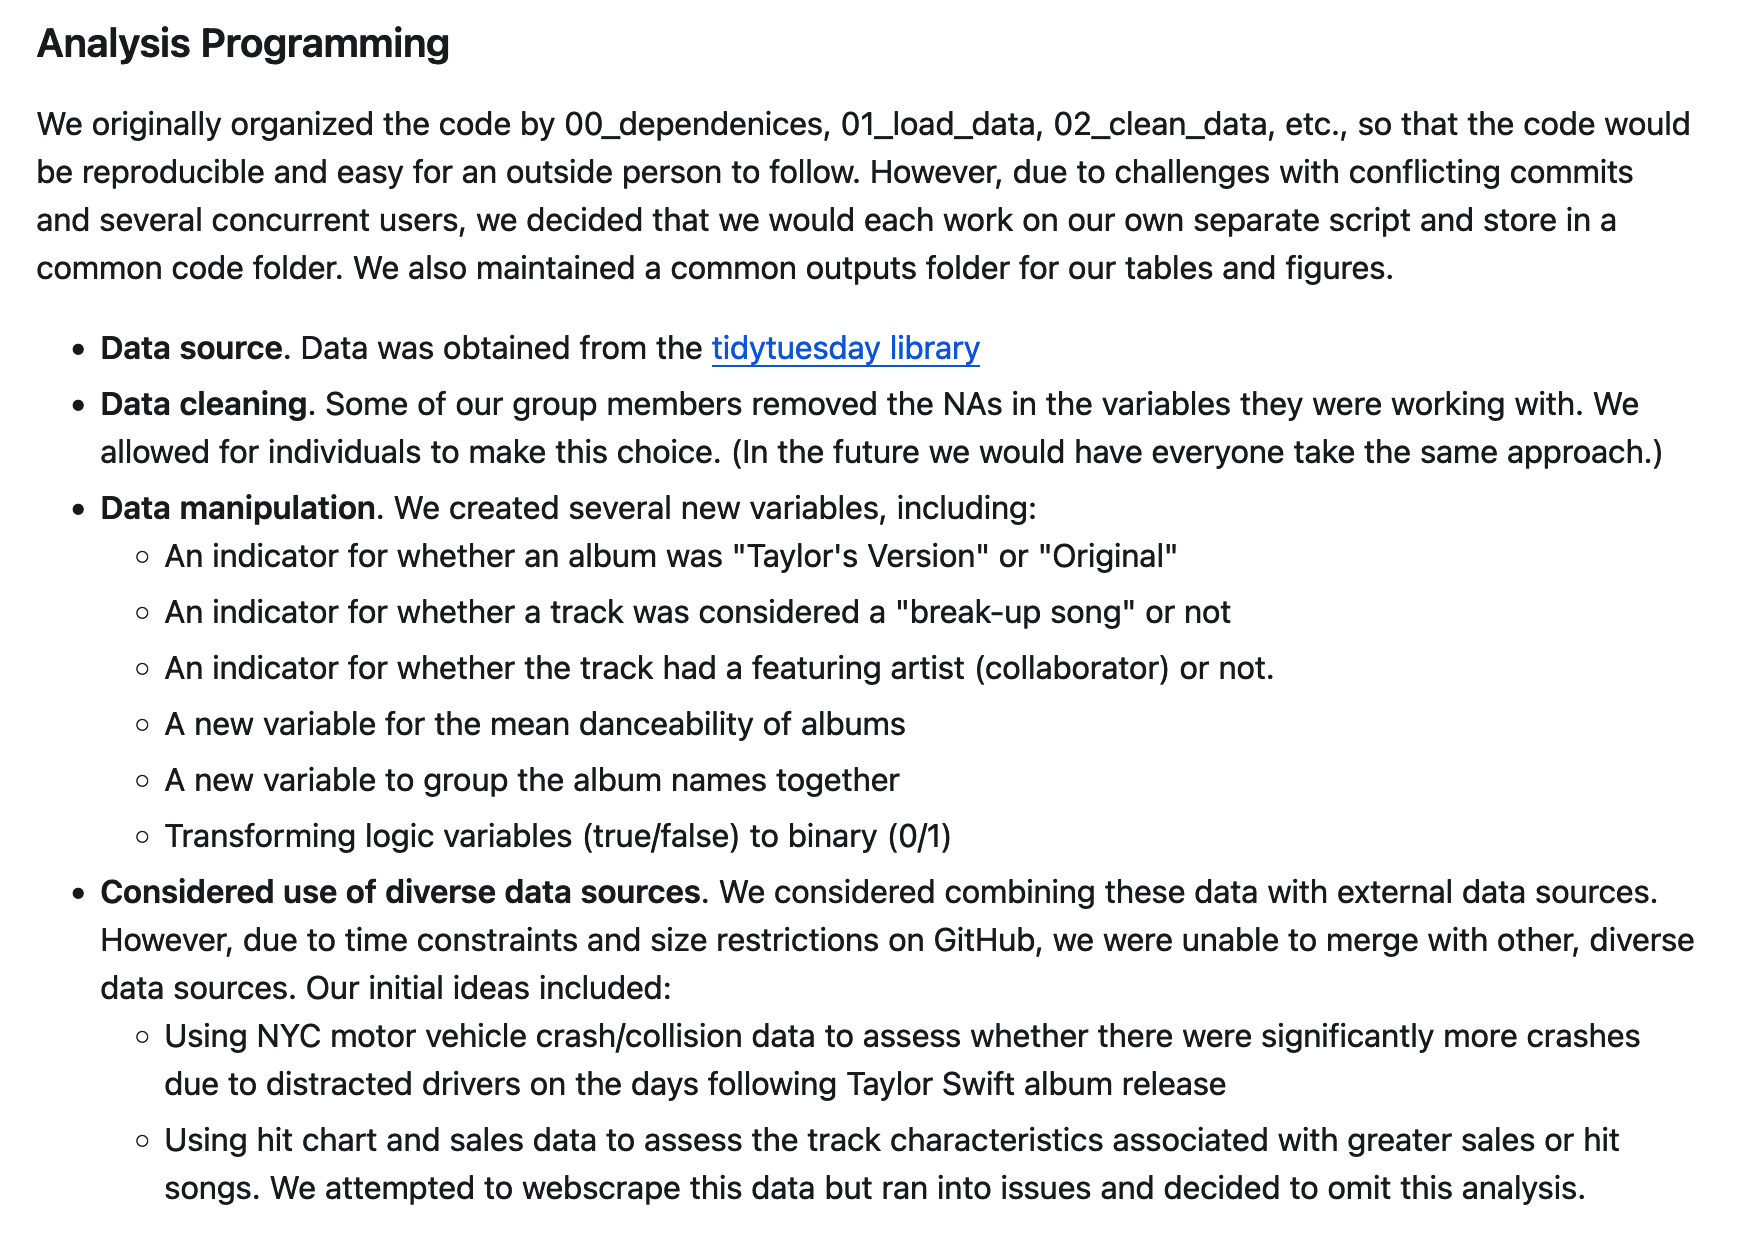 Analysis Programming
We originally organized the code by 00_dependenices, 01_load_data, 02_clean_data, etc., so that the code would
be reproducible and easy for an outside person to follow. However, due to challenges with conflicting commits
and several concurrent users, we decided that we would each work on our own separate script and store in a
common code folder. We also maintained a common outputs folder for our tables and figures.
• Data source. Data was obtained from the tidytuesday library
• Data cleaning. Some of our group members removed the NAs in the variables they were working with. We
allowed for individuals to make this choice. (In the future we would have everyone take the same approach.)
• Data manipulation. We created several new variables, including:
◦ An indicator for whether an album was "Taylor's Version" or "Original"
◦ An indicator for whether a track was considered a "break-up song" or not
◦ An indicator for whether the track had a featuring artist (collaborator) or not.
◦ A new variable for the mean danceability of albums
◦ A new variable to group the album names together
◦ Transforming logic variables (true/false) to binary (0/1)
• Considered use of diverse data sources. We considered combining these data with external data sources.
However, due to time constraints and size restrictions on GitHub, we were unable to merge with other, diverse
data sources. Our initial ideas included:
◦ Using NYC motor vehicle crash/collision data to assess whether there were significantly more crashes
due to distracted drivers on the days following Taylor Swift album release
◦ Using hit chart and sales data to assess the track characteristics associated with greater sales or hit
songs. We attempted to webscrape this data but ran into issues and decided to omit this analysis.